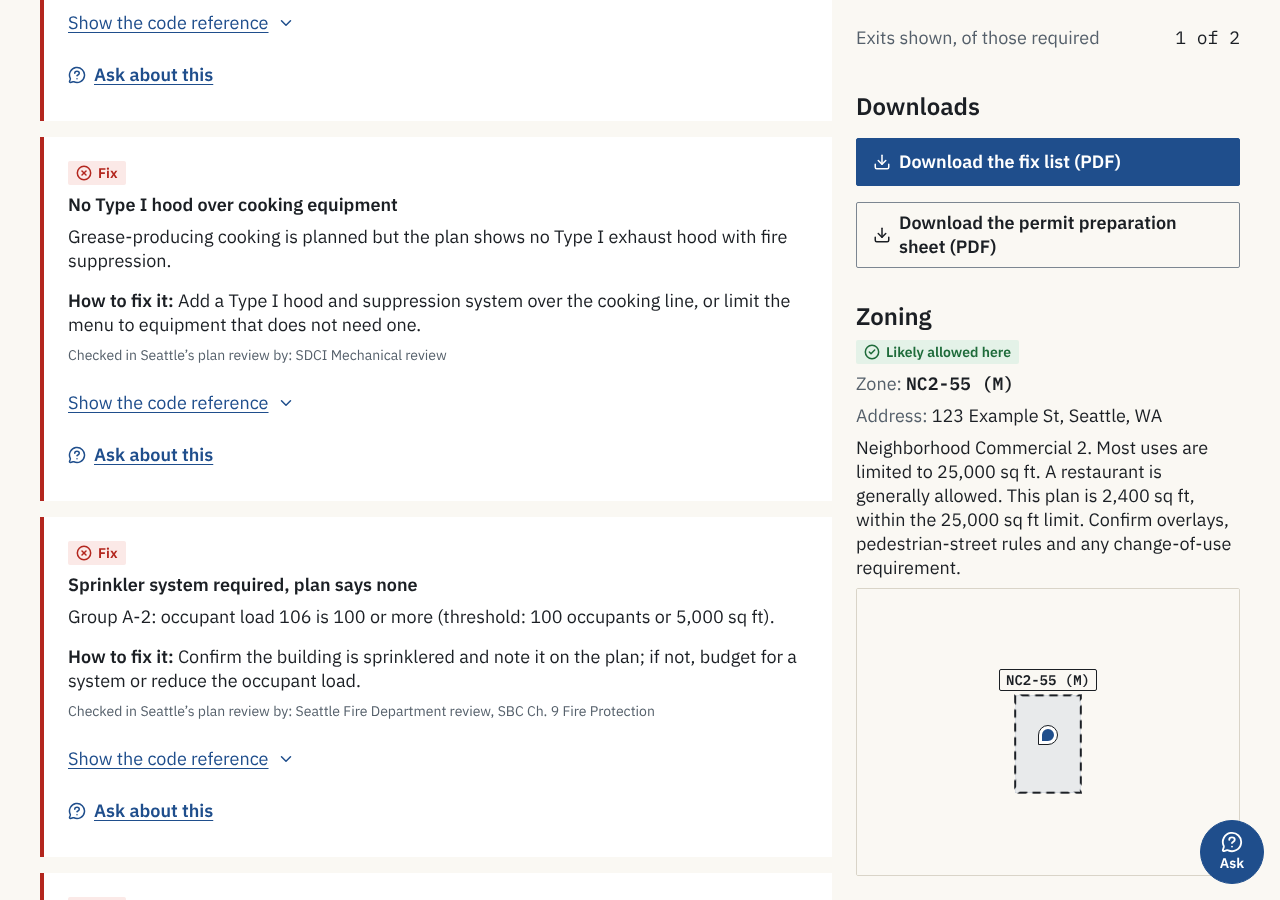 Show the code reference
Ask about this
Fix
No Type I hood over cooking equipment
Grease-producing cooking is planned but the plan shows no Type I exhaust hood with fire
suppression.
How to fix it: Add a Type I hood and suppression system over the cooking line, or limit the
menu to equipment that does not need one.
Checked in Seattle’s plan review by: SDCI Mechanical review
Show the code reference
Ask about this
Fix
Sprinkler system required, plan says none
Group A-2: occupant load 106 is 100 or more (threshold: 100 occupants or 5,000 sq ft).
How to fix it: Confirm the building is sprinklered and note it on the plan; if not, budget for a
system or reduce the occupant load.
Checked in Seattle’s plan review by: Seattle Fire Department review, SBC Ch. 9 Fire Protection
Show the code reference
Ask about this
Exits shown, of those required 1 of 2
Downloads
Download the fix list (PDF)
Download the permit preparation
sheet (PDF)
Zoning
Likely allowed here
Zone: NC2-55 (M)
Address: 123 Example St, Seattle, WA
Neighborhood Commercial 2. Most uses are
limited to 25,000 sq ft. A restaurant is
generally allowed. This plan is 2,400 sq ft,
within the 25,000 sq ft limit. Confirm overlays,
pedestrian-street rules and any change-of-use
requirement.
NC2-55 (M)
Ask